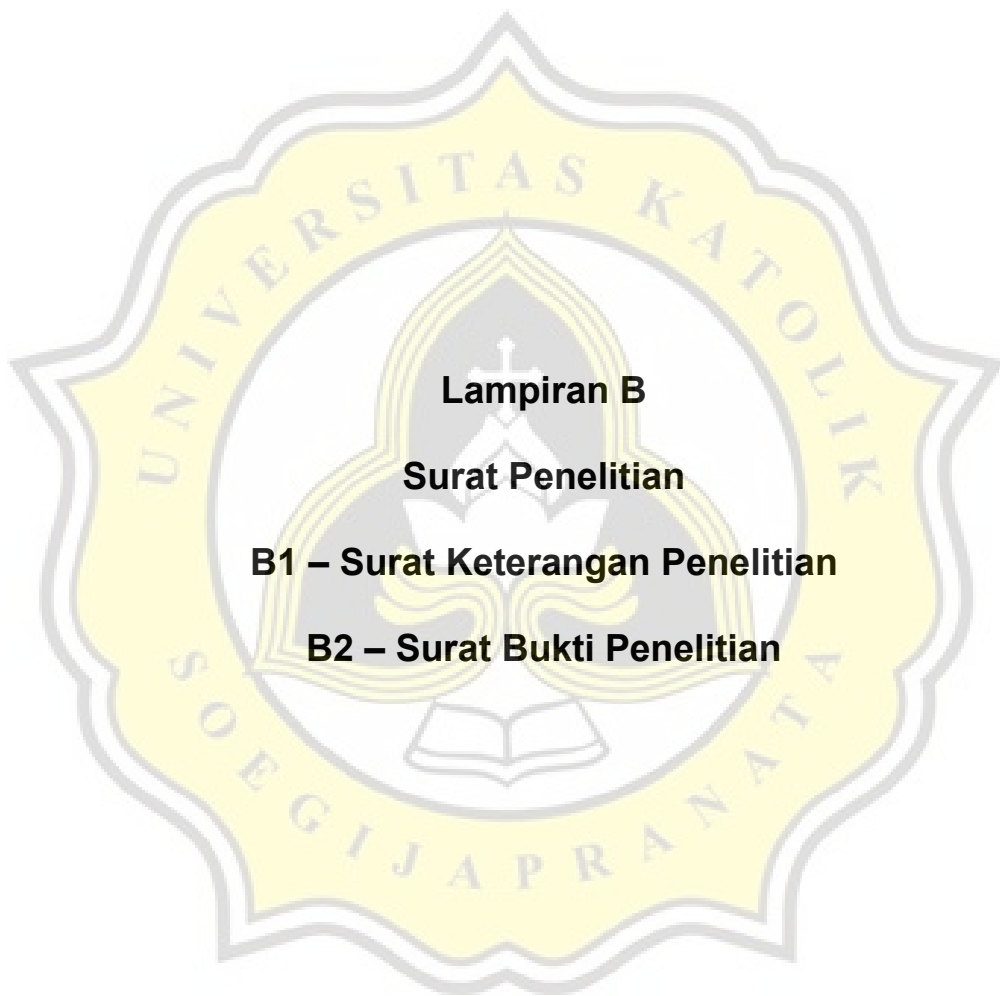 UNIVERSITAS KATOLIK
Lampiran B
Surat Penelitian
B1 – Surat Keterangan Penelitian
B2 – Surat Bukti Penelitian
SOEGIJAPRANATA